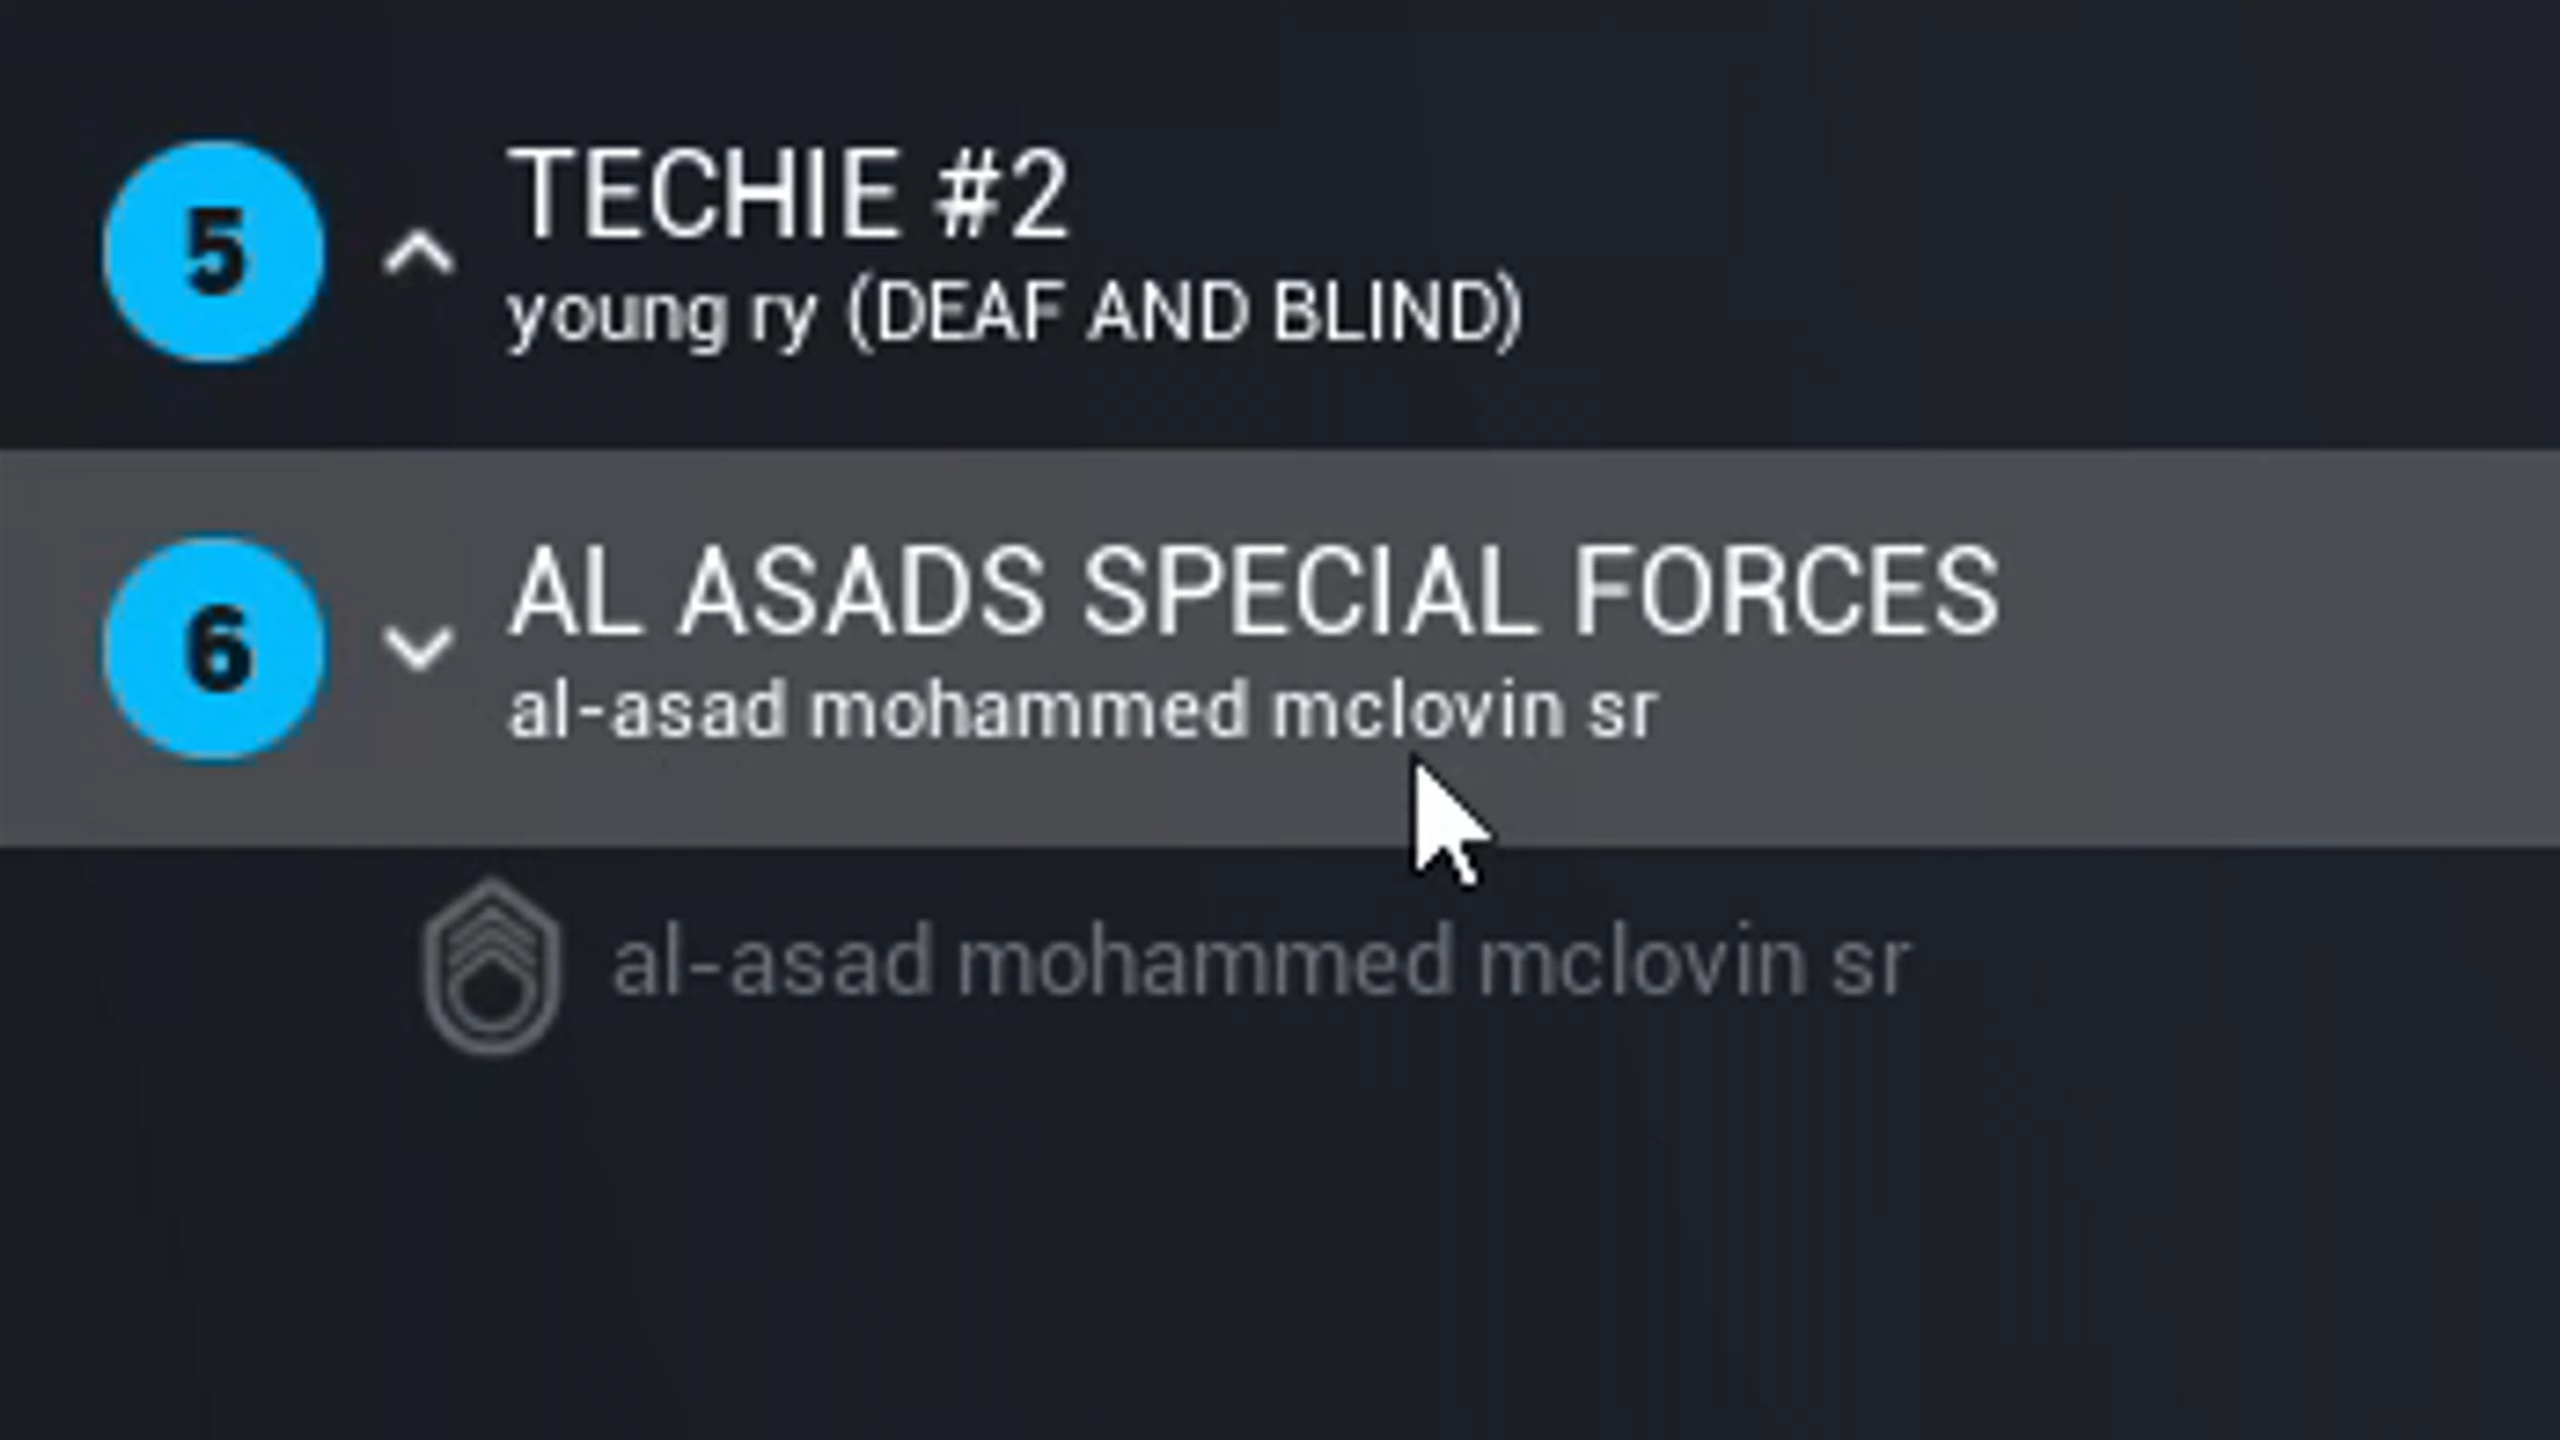 5
TECHIE #2
young ry (DEAF AND BLIND)
6
AL ASADS SPECIAL FORCES
al-asad mohammed mclovin sr
al-asad mohammed mclovin sr